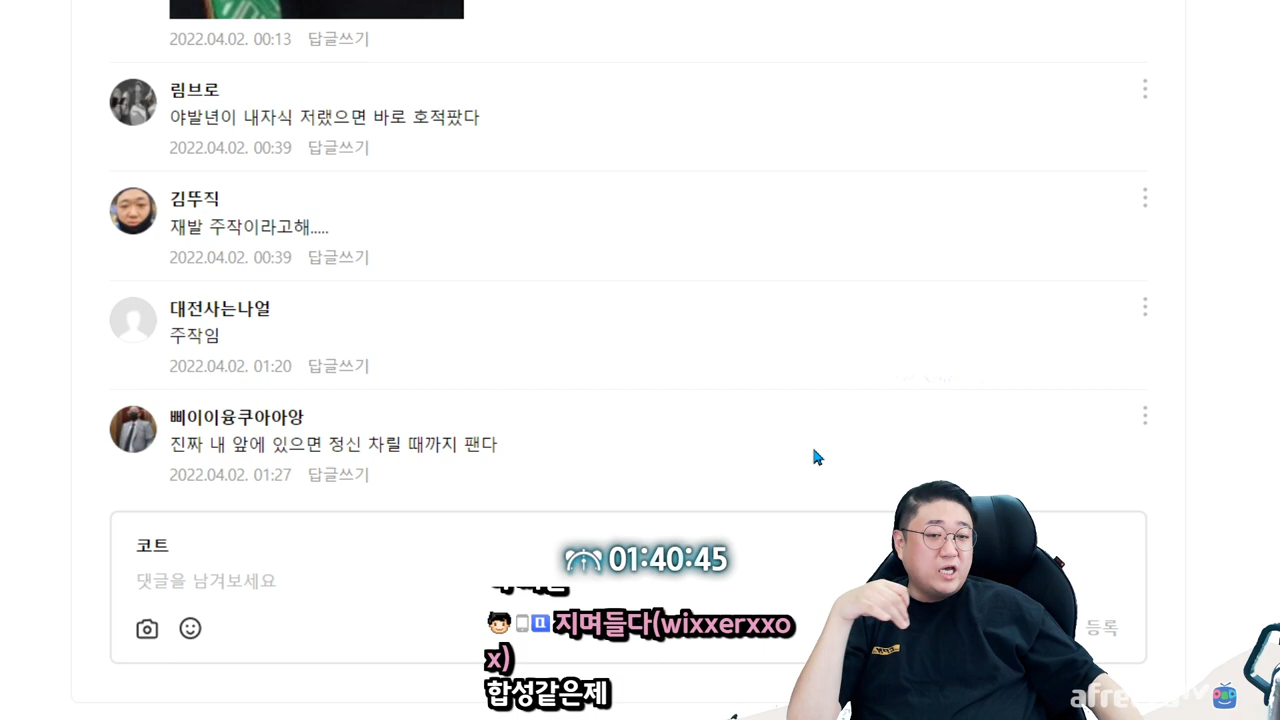 2022.04.02. 00:13 답글쓰기
림브로
야발년이 내자식 저랬으면 바로 호적팠다
2022.04.02. 00:39 답글쓰기
김뚜직
재발 주작이라고해.....
2022.04.02. 00:39 답글쓰기
대전사는나얼
주작임
2022.04.02. 01:20 답글쓰기
삐이이융쿠아아앙
진짜 내 앞에 있으면 정신 차릴 때까지 팬다
2022.04.02. 01:27 답글쓰기
코트
댓글을 남겨보세요
01:40:45
지며들다(wixxerxxo
x)
합성같은제
등록